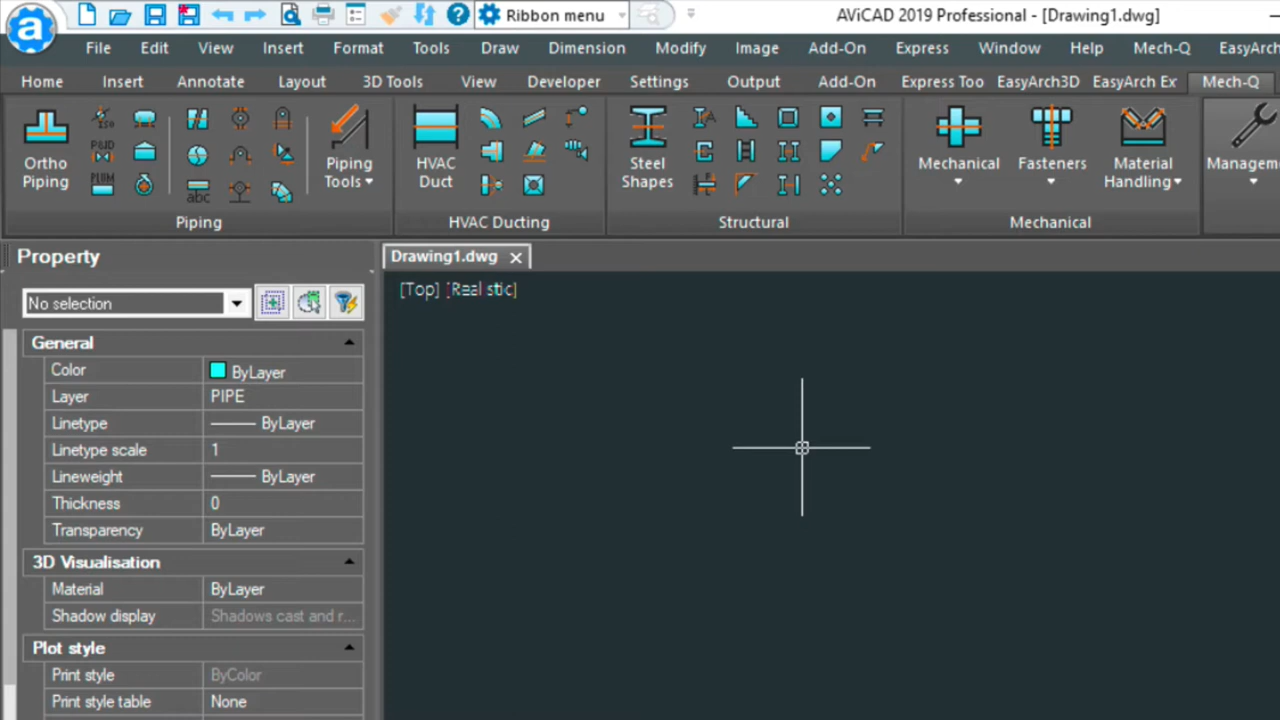 a
Ribbon menu
AViCAD 2019 Professional - [Drawing1.dwg]
File Edit View Insert Format Tools Draw Dimension Modify Image Add-On Express Window Help Mech-Q EasyArch
Home Insert Annotate Layout 3D Tools View Developer Settings Output Add-On Express Too EasyArch3D EasyArch Ex Mech-Q
Ortho
Piping
ISO
P&ID
PLUM
abc
Piping
Tools
Piping
HVAC
Duct
HVAC Ducting
Steel
Shapes
Structural
Mechanical
Fasteners
Material
Handling
Mechanical
Managem
Property
Drawing1.dwg
[Top] [Realistic]
No selection
General
Color ByLayer
Layer PIPE
Linetype ByLayer
Linetype scale 1
Lineweight ByLayer
Thickness 0
Transparency ByLayer
3D Visualisation
Material ByLayer
Shadow display Shadows cast and r...
Plot style
Print style ByColor
Print style table None